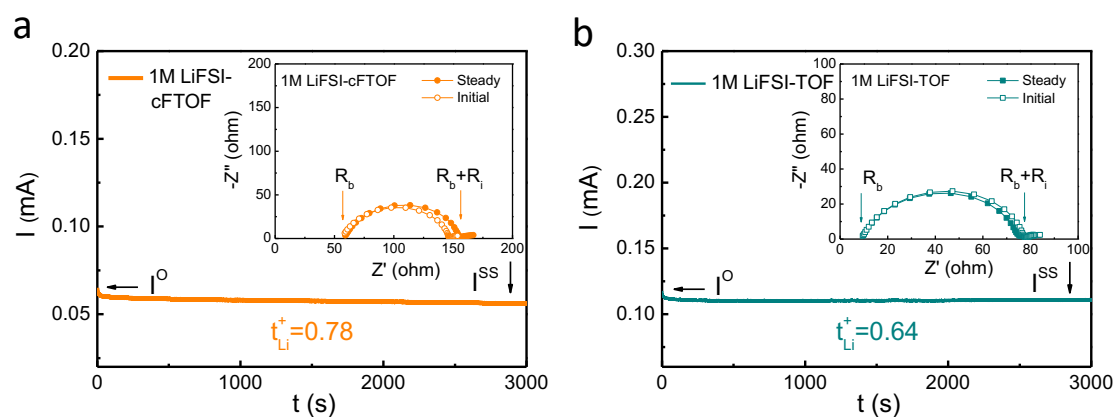 a
I (mA)
0.20
0.15
0.10
0.05
0
1000
2000
3000
t (s)
1M LiFSI-
cFTOF
I^O
I^SS
t^+_Li=0.78
1M LiFSI-cFTOF
Steady
Initial
R_b
R_b+R_i
-Z" (ohm)
200
150
100
50
0
0
50
100
150
200
Z' (ohm)
b
I (mA)
0.30
0.25
0.20
0.15
0.10
0
1000
2000
3000
t (s)
1M LiFSI-TOF
I^O
I^SS
t^+_Li=0.64
1M LiFSI-TOF
Steady
Initial
R_b
R_b+R_i
-Z" (ohm)
100
80
60
40
20
0
0
20
40
60
80
100
Z' (ohm)